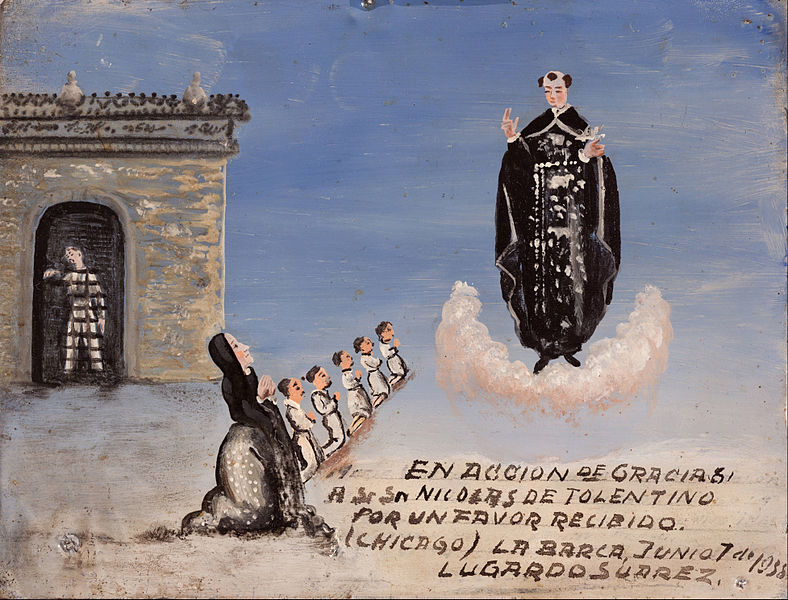 EN ACCION DE GRACIAS
A Sr Sn NICOLAS DE TOLENTINO
POR UN FAVOR RECIBIDO.
(CHICAGO) LA BARCA, JUNIO 7 de 1938
LUGARDO SUAREZ.